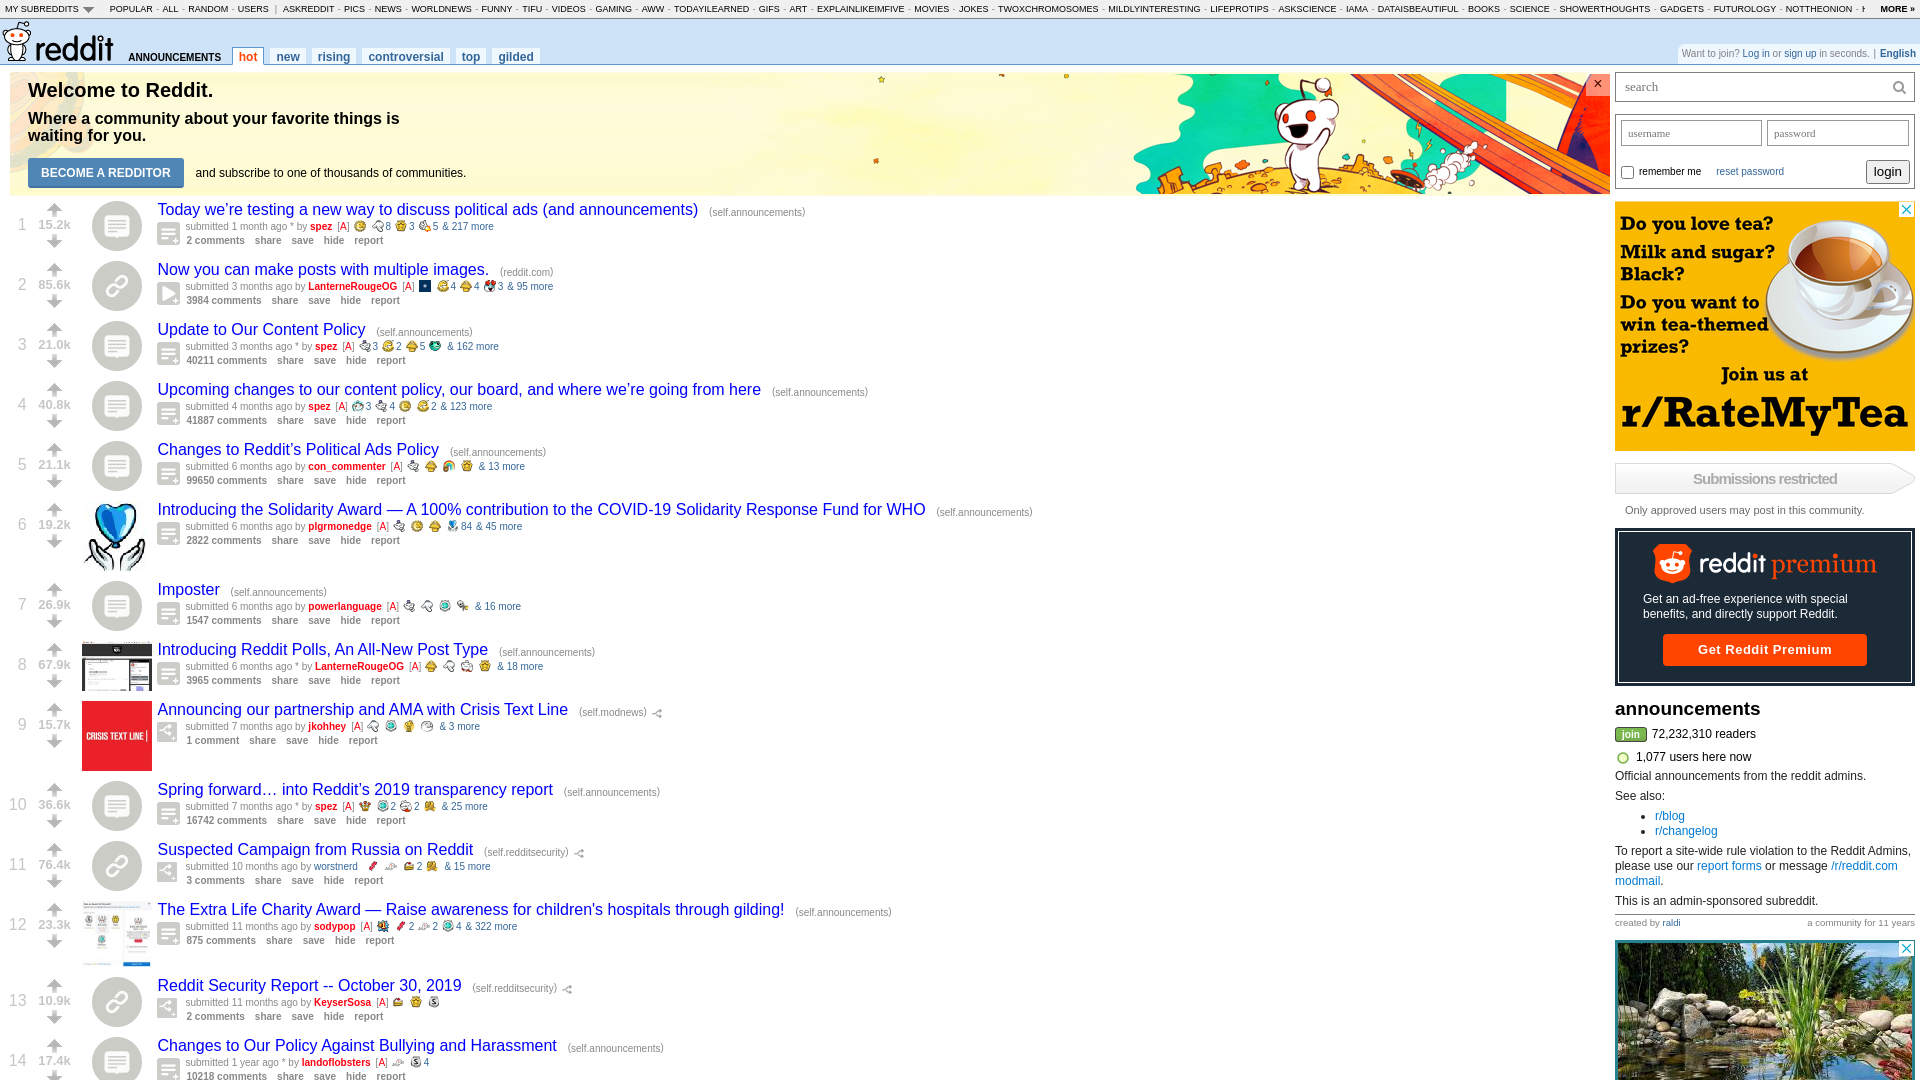 MY SUBREDDITS POPULAR - ALL - RANDOM - USERS | ASKREDDIT - PICS - NEWS - WORLDNEWS - FUNNY - TIFU - VIDEOS - GAMING - AWW - TODAYILEARNED - GIFS - ART - EXPLAINLIKEIMFIVE - MOVIES - JOKES - TWOXCHROMOSOMES - MILDLYINTERESTING - LIFEPROTIPS - ASKSCIENCE - IAMA - DATAISBEAUTIFUL - BOOKS - SCIENCE - SHOWERTHOUGHTS - GADGETS - FUTUROLOGY - NOTTHEONION - MORE »
reddit ANNOUNCEMENTS hot new rising controversial top gilded
Want to join? Log in or sign up in seconds. | English
Welcome to Reddit.
Where a community about your favorite things is
waiting for you.
BECOME A REDDITOR and subscribe to one of thousands of communities.
×
1
15.2k
Today we’re testing a new way to discuss political ads (and announcements) (self.announcements)
submitted 1 month ago * by spez [A] 8 3 5 & 217 more
2 comments share save hide report
2
85.6k
Now you can make posts with multiple images. (reddit.com)
submitted 3 months ago by LanterneRougeOG [A] 4 4 3 & 95 more
3984 comments share save hide report
3
21.0k
Update to Our Content Policy (self.announcements)
submitted 3 months ago * by spez [A] 3 2 5 & 162 more
40211 comments share save hide report
4
40.8k
Upcoming changes to our content policy, our board, and where we’re going from here (self.announcements)
submitted 4 months ago by spez [A] 3 4 2 & 123 more
41887 comments share save hide report
5
21.1k
Changes to Reddit’s Political Ads Policy (self.announcements)
submitted 6 months ago by con_commenter [A] & 13 more
99650 comments share save hide report
6
19.2k
Introducing the Solidarity Award — A 100% contribution to the COVID-19 Solidarity Response Fund for WHO (self.announcements)
submitted 6 months ago by plgrmonedge [A] 84 & 45 more
2822 comments share save hide report
7
26.9k
Imposter (self.announcements)
submitted 6 months ago by powerlanguage [A] & 16 more
1547 comments share save hide report
8
67.9k
Introducing Reddit Polls, An All-New Post Type (self.announcements)
submitted 6 months ago * by LanterneRougeOG [A] & 18 more
3965 comments share save hide report
9
15.7k
CRISIS TEXT LINE |
Announcing our partnership and AMA with Crisis Text Line (self.modnews)
submitted 7 months ago by jkohhey [A] & 3 more
1 comment share save hide report
10
36.6k
Spring forward… into Reddit’s 2019 transparency report (self.announcements)
submitted 7 months ago * by spez [A] 2 2 & 25 more
16742 comments share save hide report
11
76.4k
Suspected Campaign from Russia on Reddit (self.redditsecurity)
submitted 10 months ago by worstnerd 2 & 15 more
3 comments share save hide report
12
23.3k
The Extra Life Charity Award — Raise awareness for children's hospitals through gilding! (self.announcements)
submitted 11 months ago by sodypop [A] 2 2 4 & 322 more
875 comments share save hide report
13
10.9k
Reddit Security Report -- October 30, 2019 (self.redditsecurity)
submitted 11 months ago by KeyserSosa [A]
2 comments share save hide report
14
17.4k
Changes to Our Policy Against Bullying and Harassment (self.announcements)
submitted 1 year ago * by landoflobsters [A] 4
10218 comments share save hide report
search
username password
remember me reset password login
Do you love tea?
Milk and sugar?
Black?
Do you want to
win tea-themed
prizes?
Join us at
r/RateMyTea
Submissions restricted
Only approved users may post in this community.
reddit premium
Get an ad-free experience with special
benefits, and directly support Reddit.
Get Reddit Premium
announcements
join 72,232,310 readers
1,077 users here now
Official announcements from the reddit admins.
See also:
• r/blog
• r/changelog
To report a site-wide rule violation to the Reddit Admins,
please use our report forms or message /r/reddit.com
modmail.
This is an admin-sponsored subreddit.
created by raldi a community for 11 years